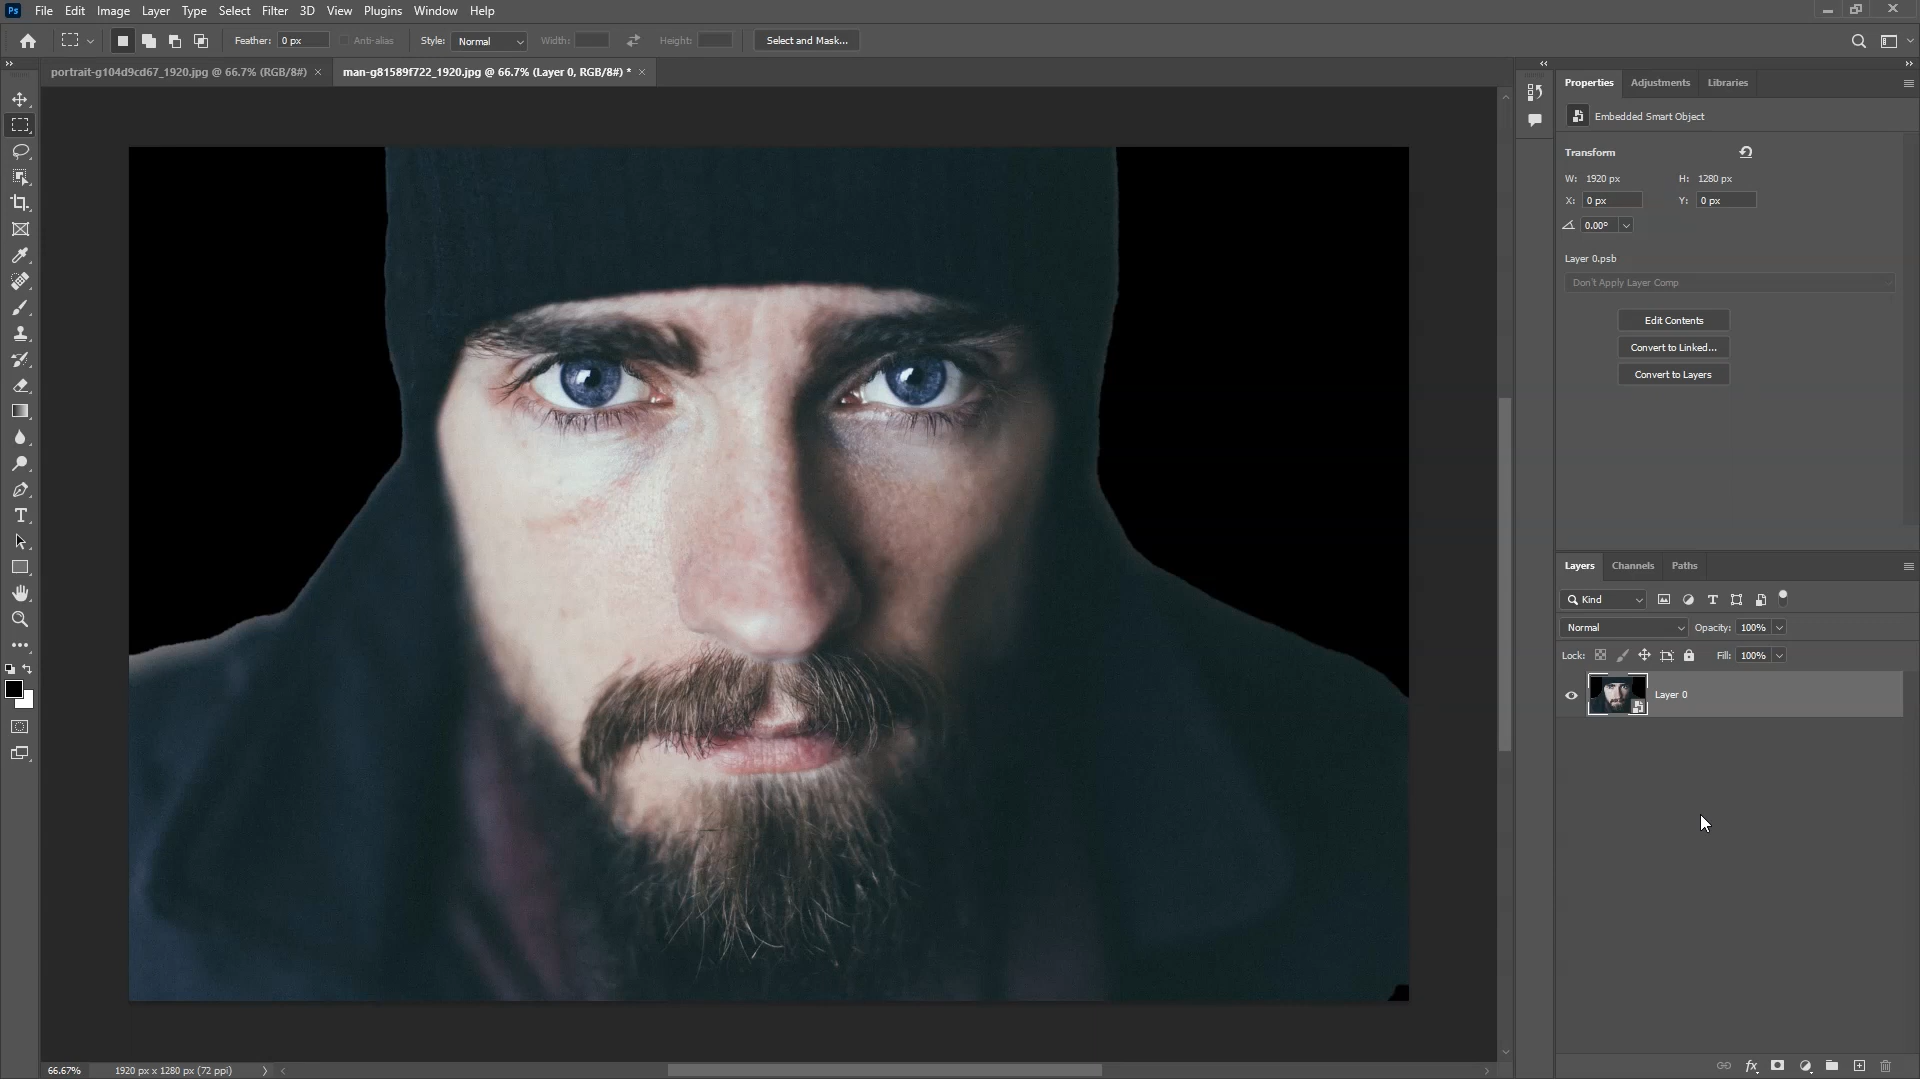 Ps File Edit Image Layer Type Select Filter 3D View Plugins Window Help
Feather: 0 px Anti-alias Style: Normal Width: Height: Select and Mask...
portrait-g104d9cd67_1920.jpg @ 66.7% (RGB/8#) × man-g81589f722_1920.jpg @ 66.7% (Layer 0, RGB/8#) * ×
Properties Adjustments Libraries
Embedded Smart Object
Transform
W: 1920 px H: 1280 px
X: 0 px Y: 0 px
0.00°
Layer 0.psb
Don't Apply Layer Comp
Edit Contents
Convert to Linked...
Convert to Layers
Layers Channels Paths
Kind
Normal Opacity: 100%
Lock: Fill: 100%
Layer 0
66.67% 1920 px x 1280 px (72 ppi)